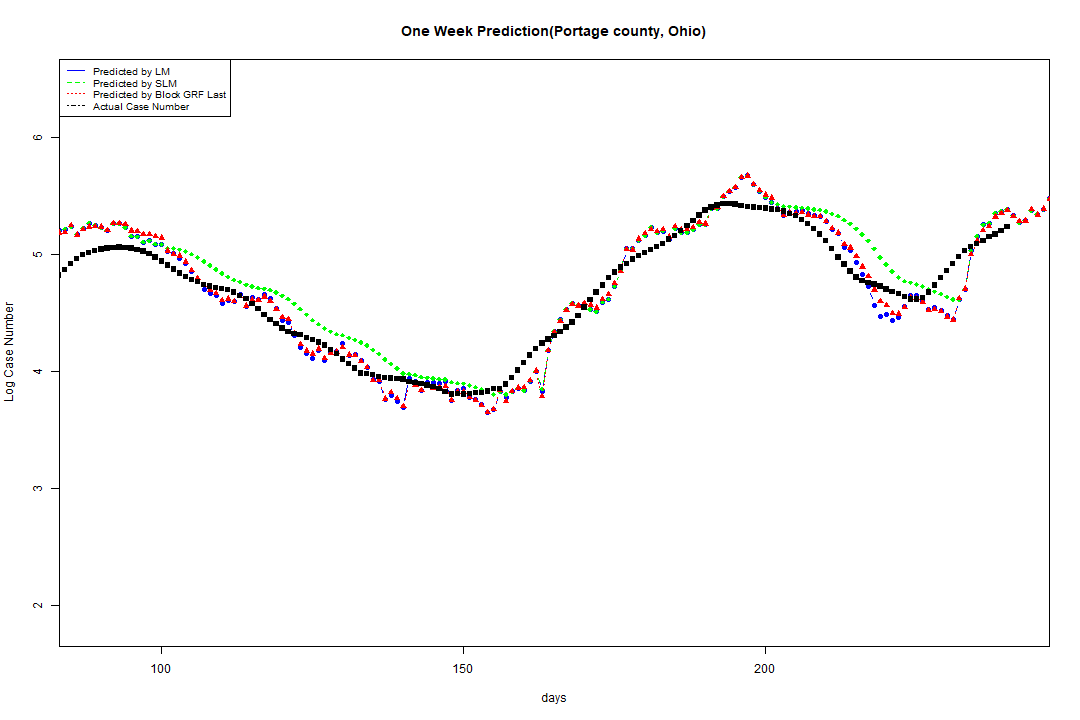 One Week Prediction(Portage county, Ohio)
Predicted by LM
Predicted by SLM
Predicted by Block GRF Last
Actual Case Number
6
5
4
3
2
Log Case Number
100 150 200
days